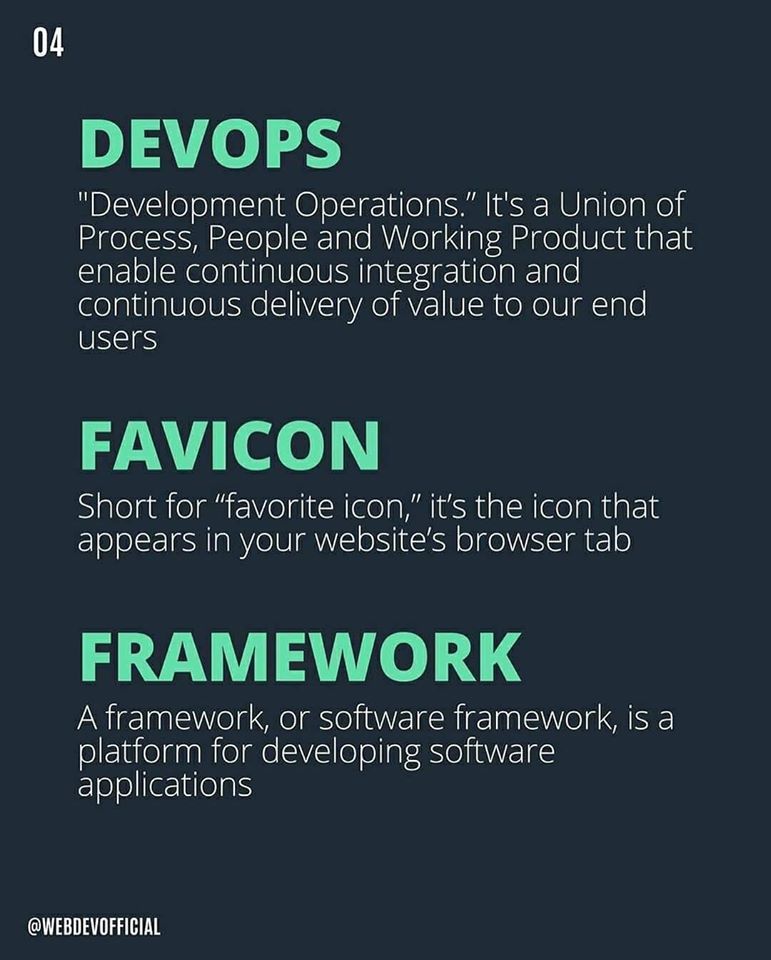 04
DEVOPS
"Development Operations.” It's a Union of
Process, People and Working Product that
enable continuous integration and
continuous delivery of value to our end
users
FAVICON
Short for “favorite icon,” it’s the icon that
appears in your website’s browser tab
FRAMEWORK
A framework, or software framework, is a
platform for developing software
applications
@WEBDEVOFFICIAL